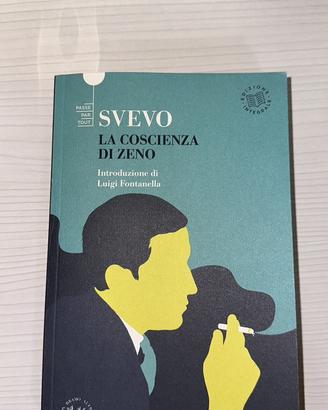 PASSE
PAR
TOUT
EDIZIONE
INTEGRALE
SVEVO
LA COSCIENZA
DI ZENO
Introduzione di
Luigi Fontanella